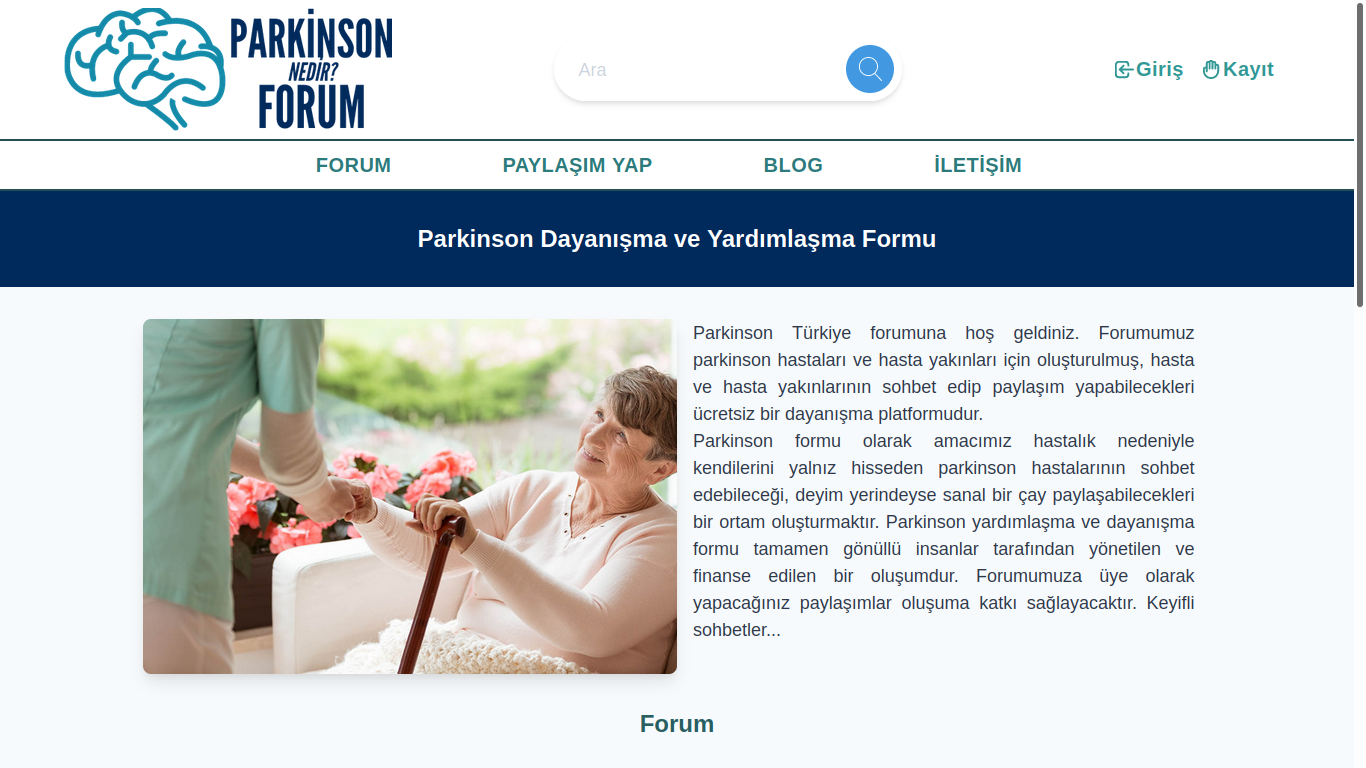 PARKİNSON
NEDİR?
FORUM
Ara
Giriş
Kayıt
FORUM
PAYLAŞIM YAP
BLOG
İLETİŞİM
Parkinson Dayanışma ve Yardımlaşma Formu
Parkinson Türkiye forumuna hoş geldiniz. Forumumuz
parkinson hastaları ve hasta yakınları için oluşturulmuş, hasta
ve hasta yakınlarının sohbet edip paylaşım yapabilecekleri
ücretsiz bir dayanışma platformudur.
Parkinson formu olarak amacımız hastalık nedeniyle
kendilerini yalnız hisseden parkinson hastalarının sohbet
edebileceği, deyim yerindeyse sanal bir çay paylaşabilecekleri
bir ortam oluşturmaktır. Parkinson yardımlaşma ve dayanışma
formu tamamen gönüllü insanlar tarafından yönetilen ve
finanse edilen bir oluşumdur. Forumumuza üye olarak
yapacağınız paylaşımlar oluşuma katkı sağlayacaktır. Keyifli
sohbetler...
Forum